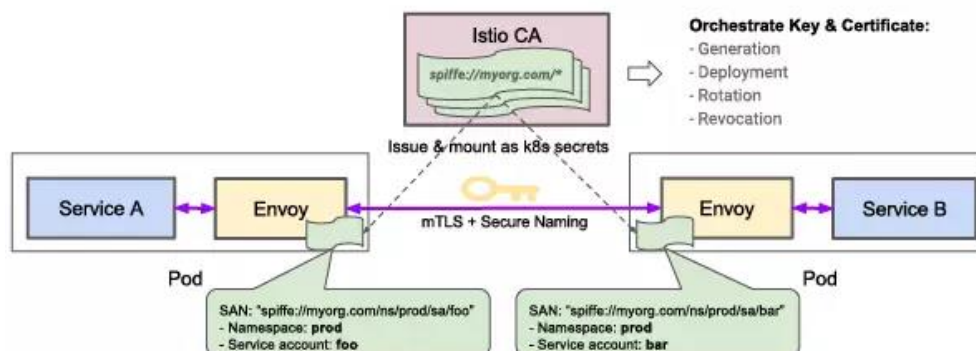 Istio CA
spiffe://myorg.com/*
Orchestrate Key & Certificate:
- Generation
- Deployment
- Rotation
- Revocation
Issue & mount as k8s secrets
Service A
Envoy
mTLS + Secure Naming
Envoy
Service B
Pod
Pod
SAN: "spiffe://myorg.com/ns/prod/sa/foo"
- Namespace: prod
- Service account: foo
SAN: "spiffe://myorg.com/ns/prod/sa/bar"
- Namespace: prod
- Service account: bar